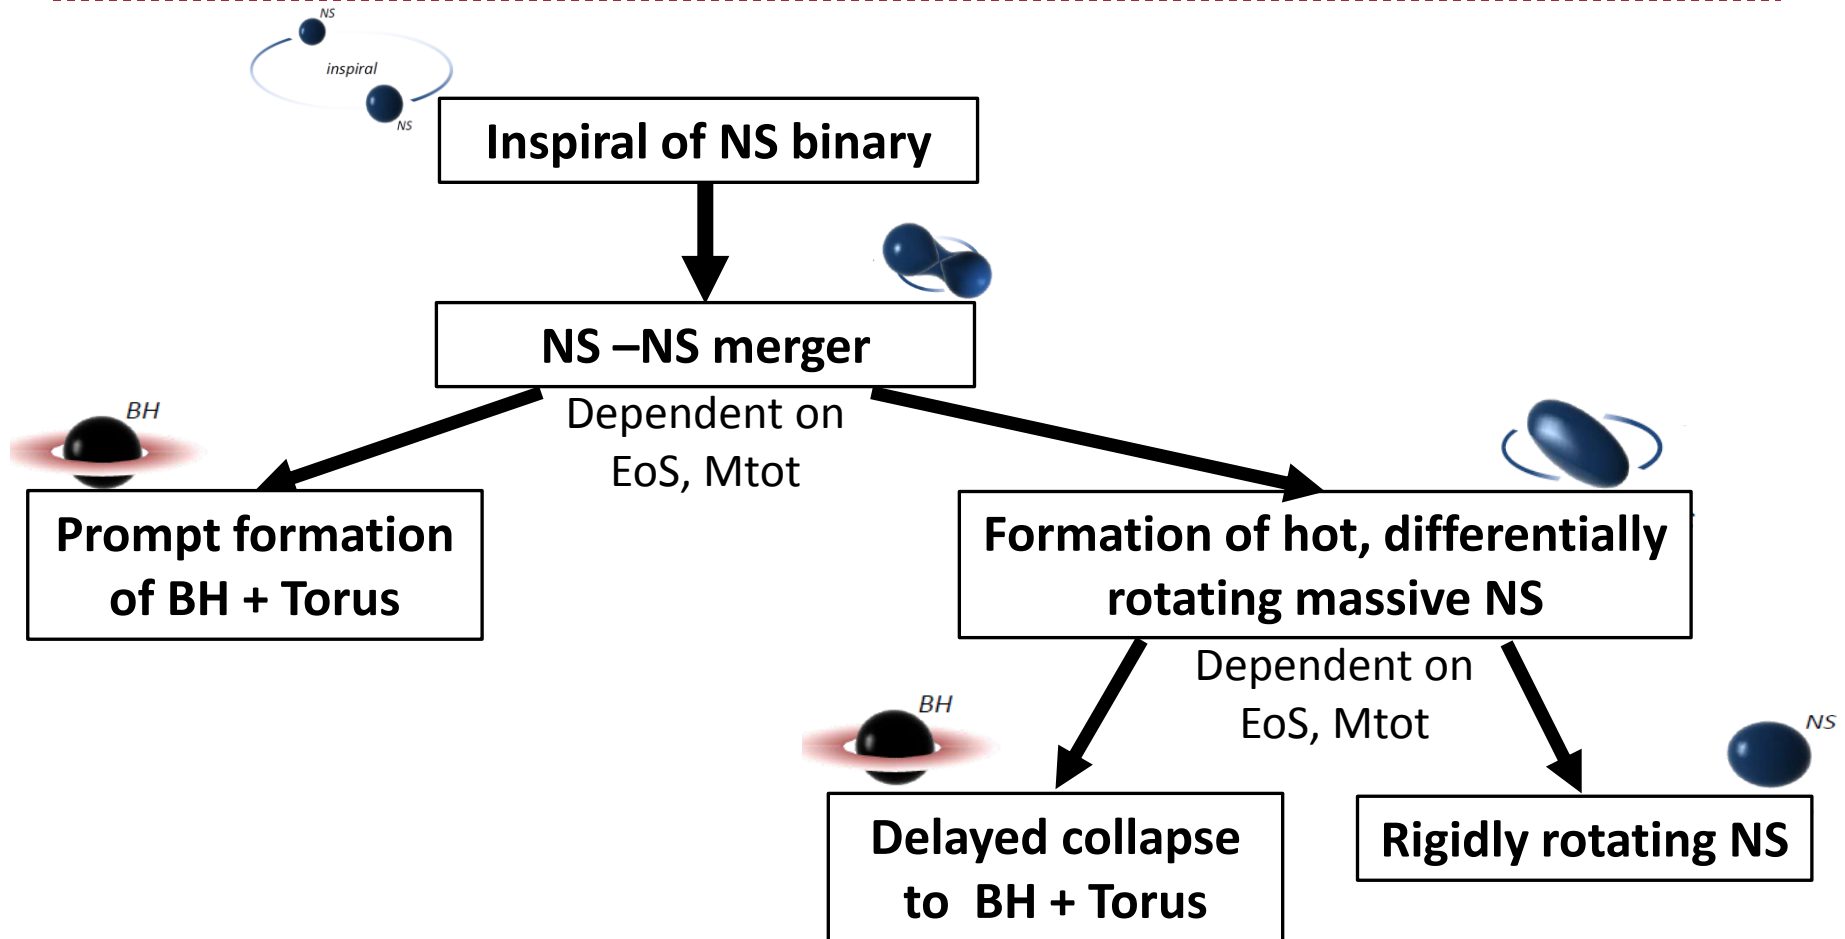 NS
inspiral
NS
Inspiral of NS binary
NS –NS merger
Dependent on
EoS, Mtot
BH
Prompt formation
of BH + Torus
Formation of hot, differentially
rotating massive NS
Dependent on
EoS, Mtot
BH
Delayed collapse
to BH + Torus
NS
Rigidly rotating NS